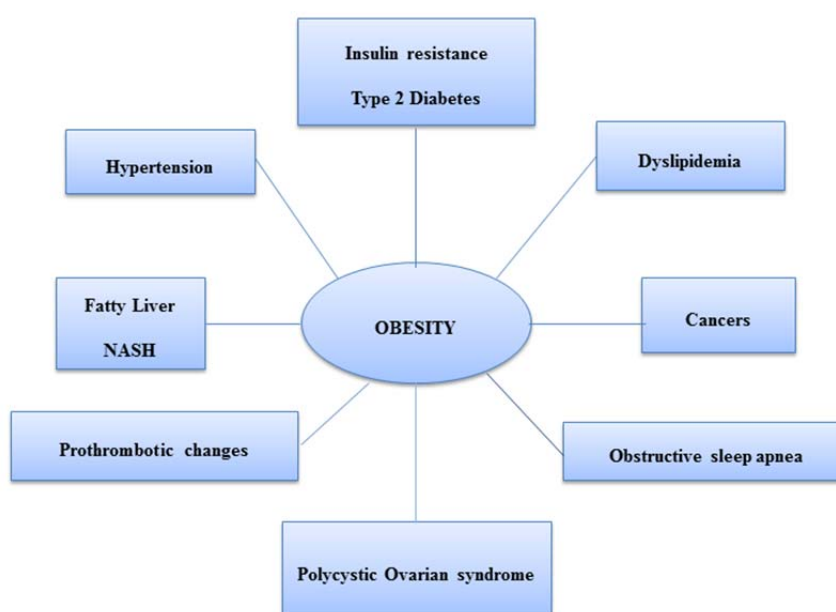 Insulin resistance
Type 2 Diabetes
Hypertension
Dyslipidemia
Fatty Liver
NASH
OBESITY
Cancers
Prothrombotic changes
Obstructive sleep apnea
Polycystic Ovarian syndrome